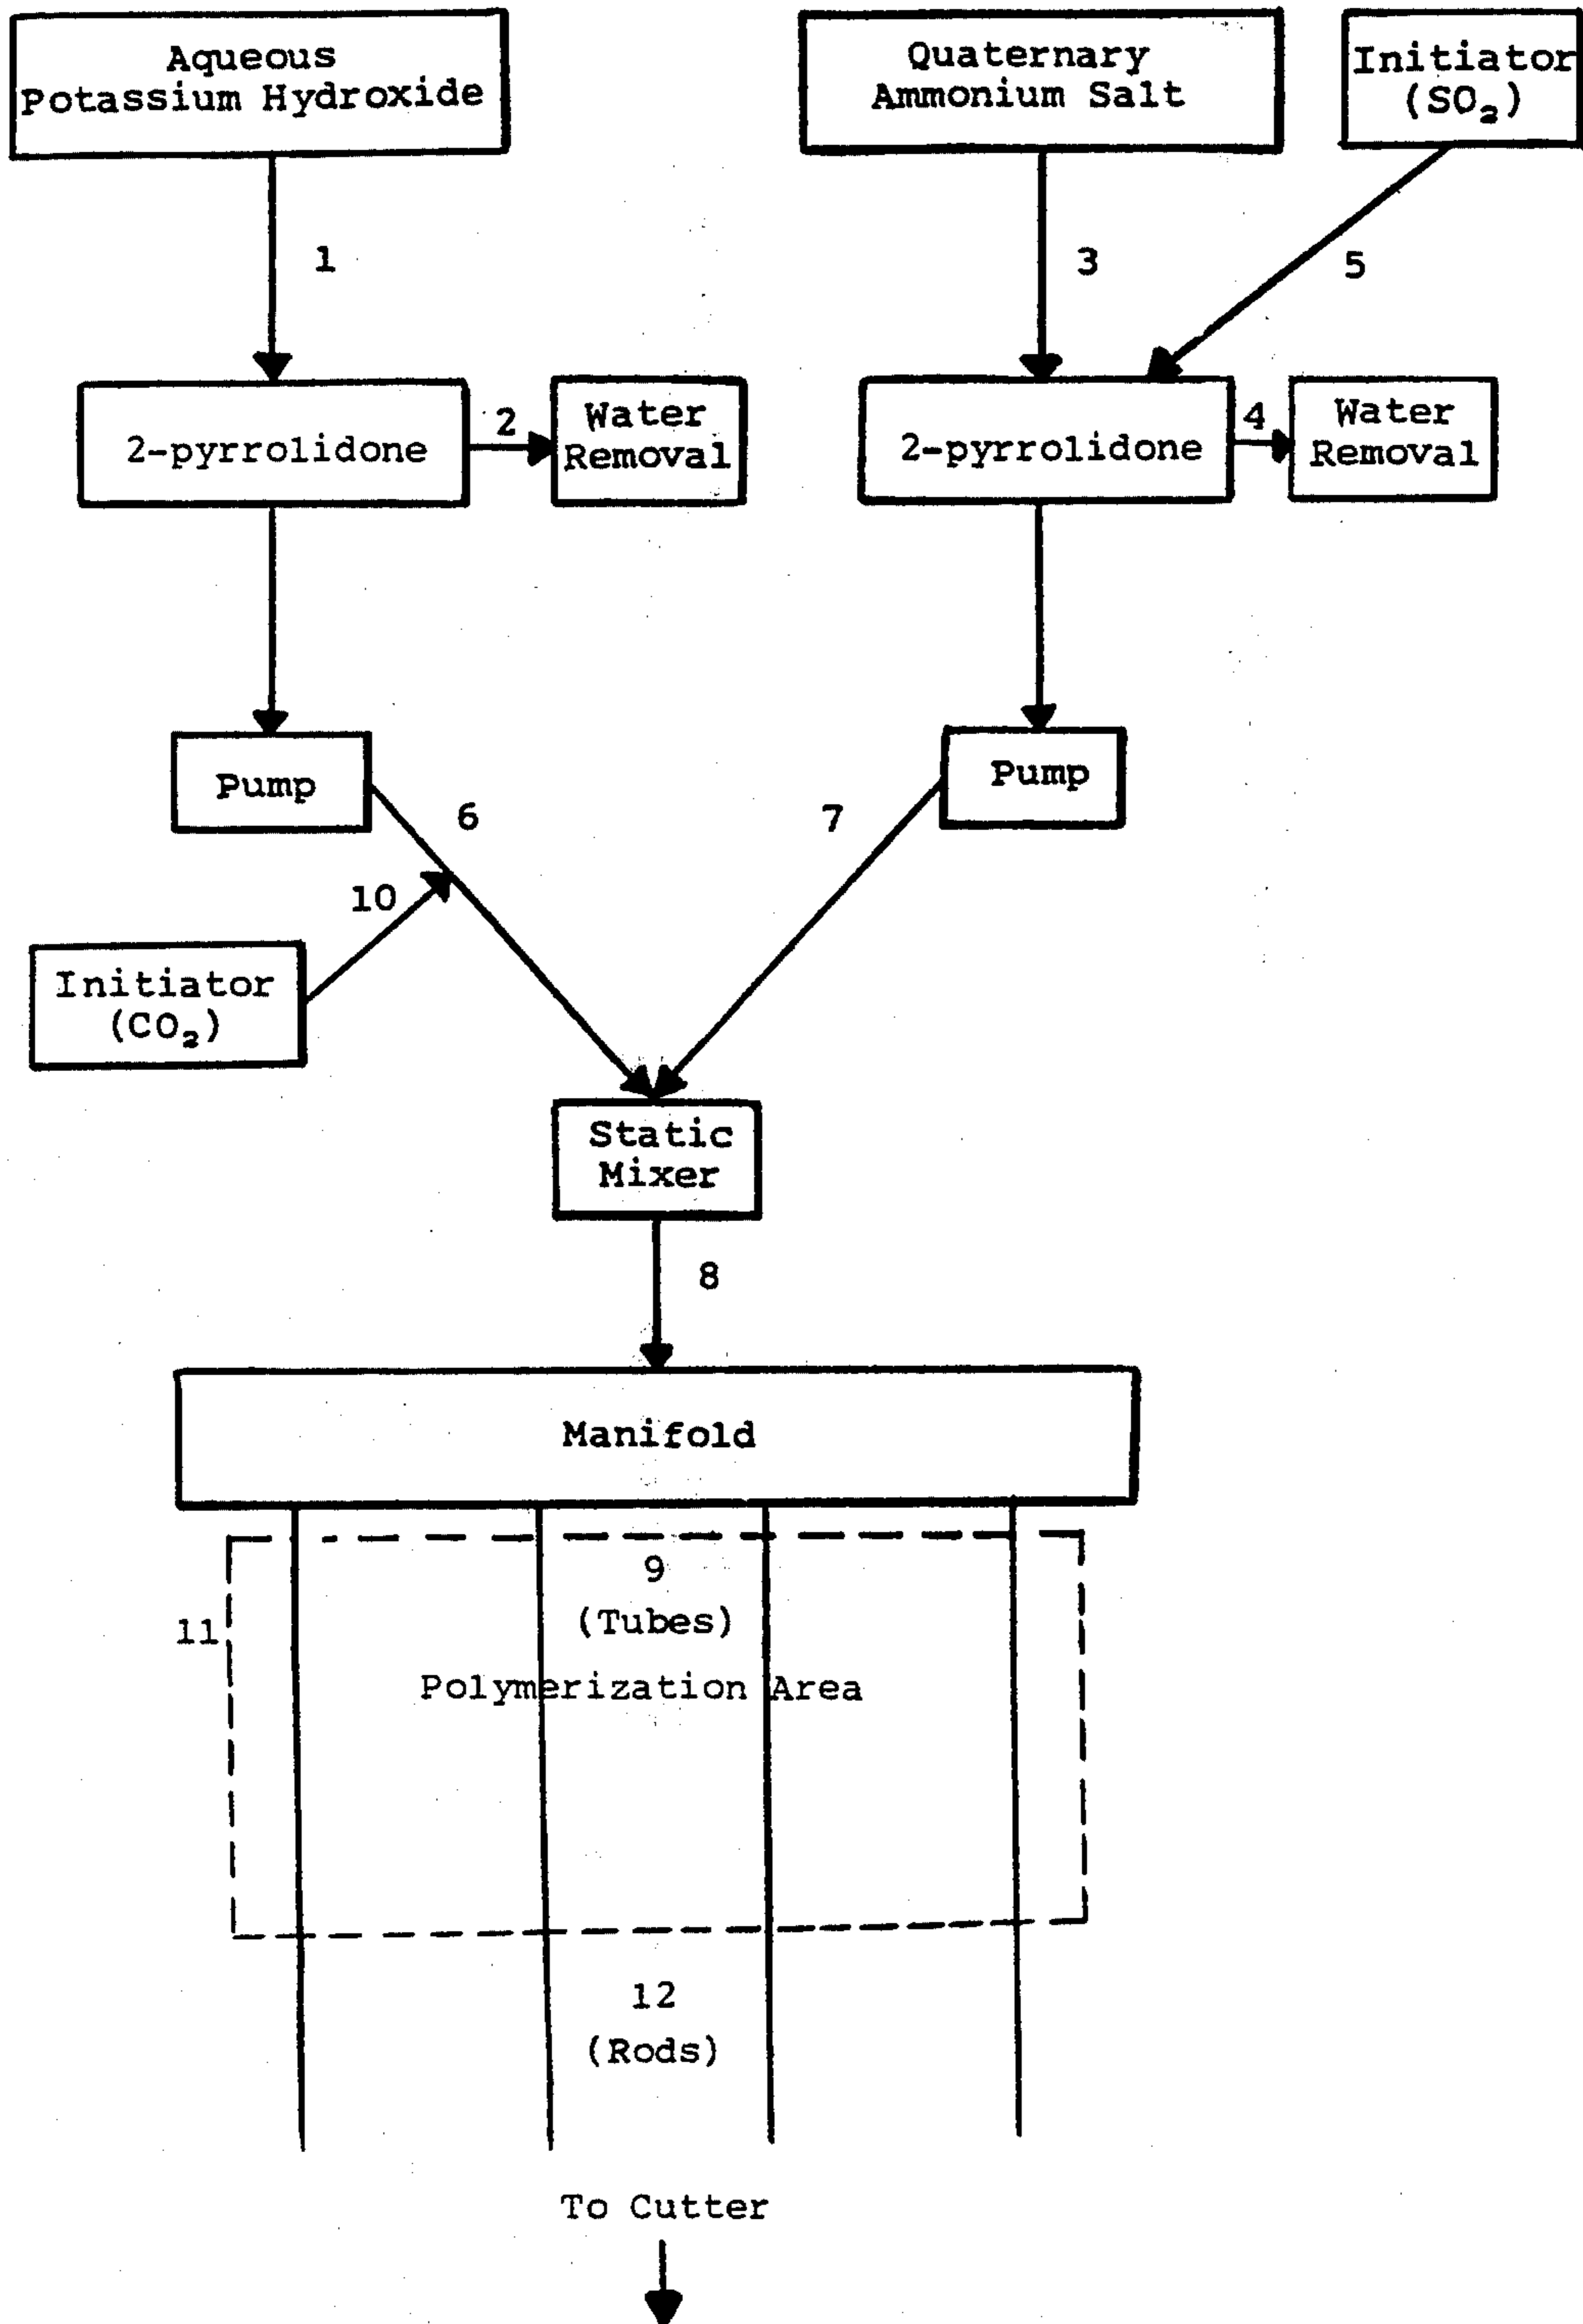 Aqueous
Potassium Hydroxide
Quaternary
Ammonium Salt
Initiator
(SO₂)
1
3
5
2-pyrrolidone
2
Water
Removal
2-pyrrolidone
4
Water
Removal
Pump
Pump
6
7
10
Initiator
(CO₂)
Static
Mixer
8
Manifold
9
(Tubes)
11
Polymerization Area
12
(Rods)
To Cutter